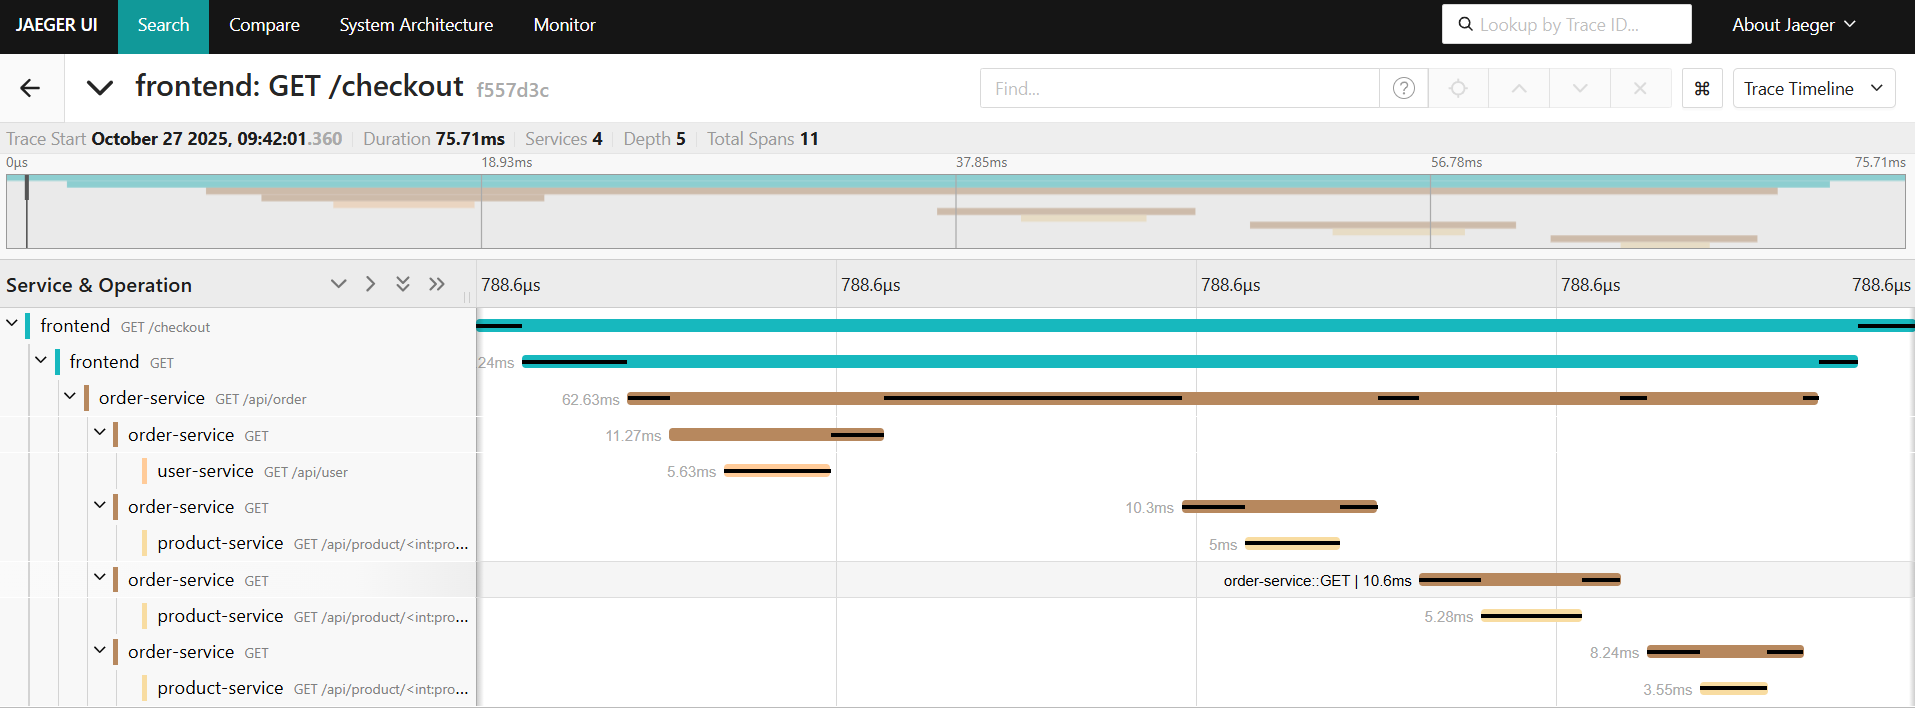 JAEGER UI Search Compare System Architecture Monitor Lookup by Trace ID... About Jaeger
frontend: GET /checkout f557d3c Find... Trace Timeline
Trace Start October 27 2025, 09:42:01.360 Duration 75.71ms Services 4 Depth 5 Total Spans 11
0µs 18.93ms 37.85ms 56.78ms 75.71ms
Service & Operation 788.6µs 788.6µs 788.6µs 788.6µs 788.6µs
frontend GET /checkout
frontend GET 24ms
order-service GET /api/order 62.63ms
order-service GET 11.27ms
user-service GET /api/user 5.63ms
order-service GET 10.3ms
product-service GET /api/product/<int:pro... 5ms
order-service GET order-service::GET | 10.6ms
product-service GET /api/product/<int:pro... 5.28ms
order-service GET 8.24ms
product-service GET /api/product/<int:pro... 3.55ms